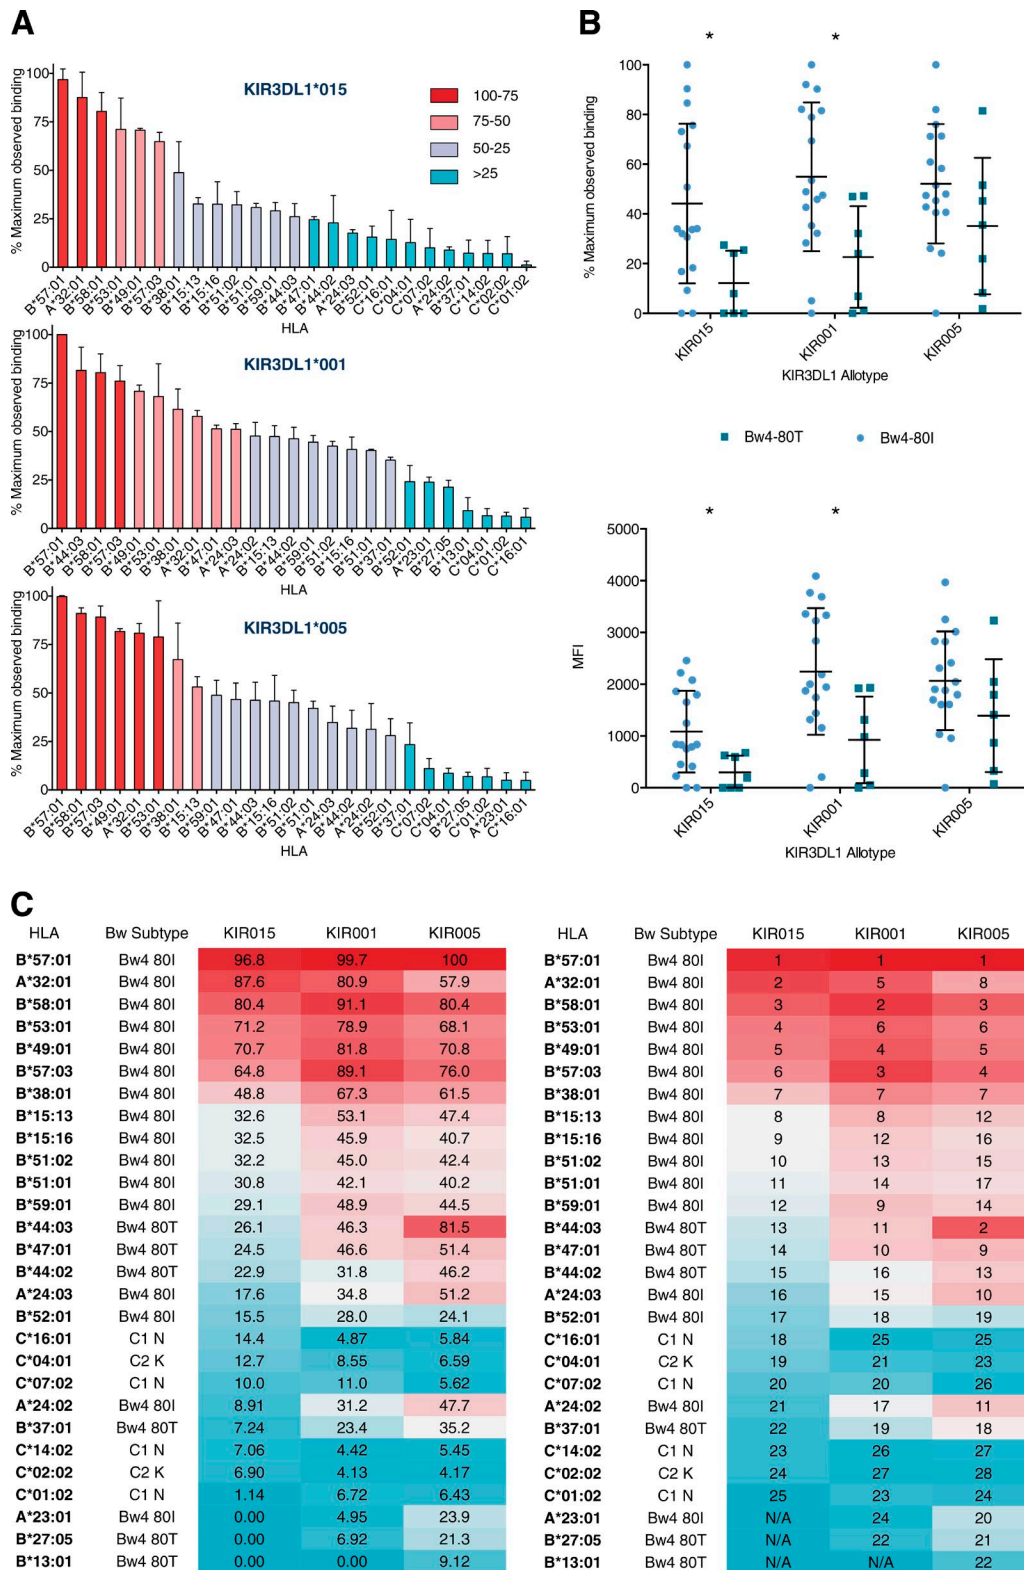 A
% Maximum observed binding
100
75
50
25
0
KIR3DL1*015
100-75
75-50
50-25
>25
B*57:01
A*32:01
B*58:01
B*53:01
B*49:01
B*57:03
B*38:01
B*15:13
B*15:16
B*51:02
B*51:01
B*59:01
B*44:03
B*47:01
B*44:02
A*24:03
B*52:01
C*16:01
C*04:01
C*07:02
A*24:02
B*37:01
C*14:02
C*02:02
C*01:02
HLA
% Maximum observed binding
100
75
50
25
0
KIR3DL1*001
B*57:01
B*44:03
B*58:01
B*57:03
B*49:01
B*53:01
B*38:01
A*32:01
B*47:01
A*24:03
A*24:02
B*15:13
B*44:02
B*59:01
B*51:02
B*15:16
B*51:01
B*37:01
B*52:01
A*23:01
B*27:05
B*13:01
C*04:01
C*01:02
C*16:01
HLA
% Maximum observed binding
100
75
50
25
0
KIR3DL1*005
B*57:01
B*58:01
B*57:03
B*49:01
A*32:01
B*53:01
B*38:01
B*15:13
B*59:01
B*47:01
B*44:03
B*15:16
B*51:02
B*51:01
A*24:03
B*44:02
A*24:02
B*52:01
B*37:01
C*07:02
C*04:01
B*27:05
C*01:02
A*23:01
C*16:01
HLA
B
* *
% Maximum observed binding
100
80
60
40
20
0
KIR015
KIR001
KIR005
KIR3DL1 Allotype
Bw4-80T
Bw4-80I
* *
MFI
5000
4000
3000
2000
1000
0
KIR015
KIR001
KIR005
KIR3DL1 Allotype
C
HLA Bw Subtype KIR015 KIR001 KIR005
B*57:01 Bw4 80I 96.8 99.7 100
A*32:01 Bw4 80I 87.6 80.9 57.9
B*58:01 Bw4 80I 80.4 91.1 80.4
B*53:01 Bw4 80I 71.2 78.9 68.1
B*49:01 Bw4 80I 70.7 81.8 70.8
B*57:03 Bw4 80I 64.8 89.1 76.0
B*38:01 Bw4 80I 48.8 67.3 61.5
B*15:13 Bw4 80I 32.6 53.1 47.4
B*15:16 Bw4 80I 32.5 45.9 40.7
B*51:02 Bw4 80I 32.2 45.0 42.4
B*51:01 Bw4 80I 30.8 42.1 40.2
B*59:01 Bw4 80I 29.1 48.9 44.5
B*44:03 Bw4 80T 26.1 46.3 81.5
B*47:01 Bw4 80T 24.5 46.6 51.4
B*44:02 Bw4 80T 22.9 31.8 46.2
A*24:03 Bw4 80I 17.6 34.8 51.2
B*52:01 Bw4 80I 15.5 28.0 24.1
C*16:01 C1 N 14.4 4.87 5.84
C*04:01 C2 K 12.7 8.55 6.59
C*07:02 C1 N 10.0 11.0 5.62
A*24:02 Bw4 80I 8.91 31.2 47.7
B*37:01 Bw4 80T 7.24 23.4 35.2
C*14:02 C1 N 7.06 4.42 5.45
C*02:02 C2 K 6.90 4.13 4.17
C*01:02 C1 N 1.14 6.72 6.43
A*23:01 Bw4 80I 0.00 4.95 23.9
B*27:05 Bw4 80T 0.00 6.92 21.3
B*13:01 Bw4 80T 0.00 0.00 9.12
HLA Bw Subtype KIR015 KIR001 KIR005
B*57:01 Bw4 80I 1 1 1
A*32:01 Bw4 80I 2 5 8
B*58:01 Bw4 80I 3 2 3
B*53:01 Bw4 80I 4 6 6
B*49:01 Bw4 80I 5 4 5
B*57:03 Bw4 80I 6 3 4
B*38:01 Bw4 80I 7 7 7
B*15:13 Bw4 80I 8 8 12
B*15:16 Bw4 80I 9 12 16
B*51:02 Bw4 80I 10 13 15
B*51:01 Bw4 80I 11 14 17
B*59:01 Bw4 80I 12 9 14
B*44:03 Bw4 80T 13 11 2
B*47:01 Bw4 80T 14 10 9
B*44:02 Bw4 80T 15 16 13
A*24:03 Bw4 80I 16 15 10
B*52:01 Bw4 80I 17 18 19
C*16:01 C1 N 18 25 25
C*04:01 C2 K 19 21 23
C*07:02 C1 N 20 20 26
A*24:02 Bw4 80I 21 17 11
B*37:01 Bw4 80T 22 19 18
C*14:02 C1 N 23 26 27
C*02:02 C2 K 24 27 28
C*01:02 C1 N 25 23 24
A*23:01 Bw4 80I N/A 24 20
B*27:05 Bw4 80T N/A 22 21
B*13:01 Bw4 80T N/A N/A 22